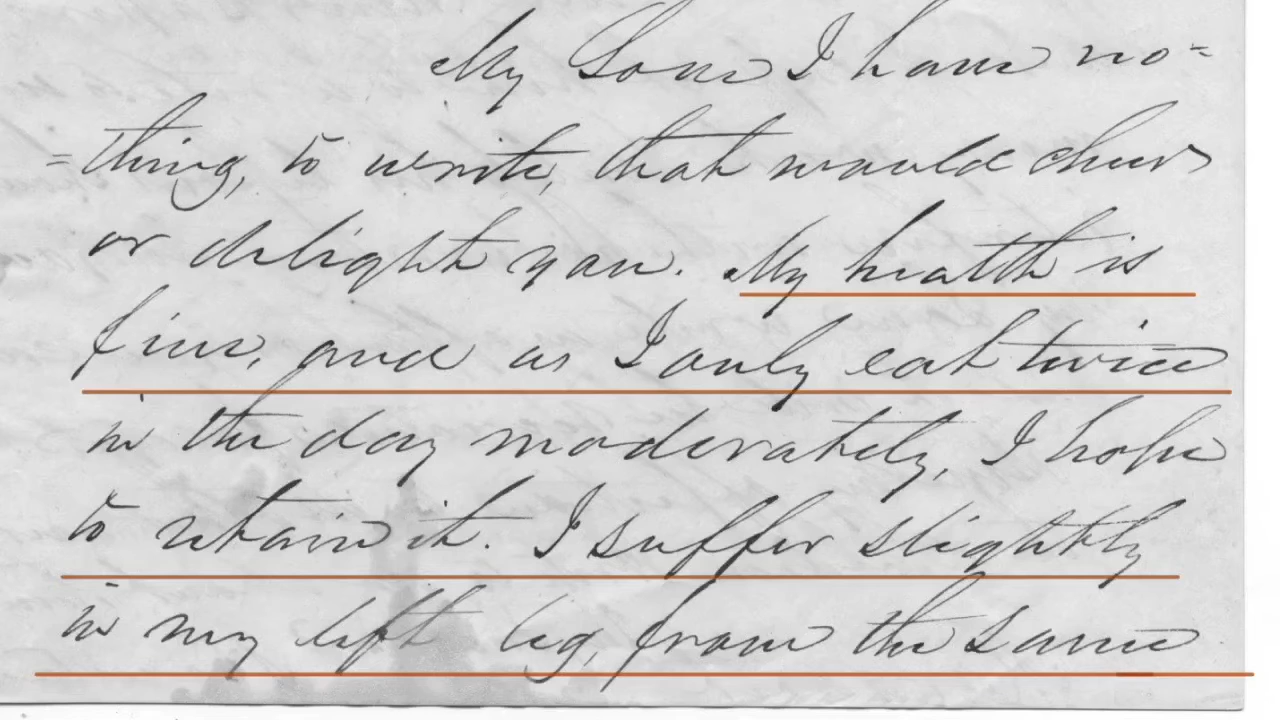 My Son I have no=
=thing, to write, that would cheer
or delight you. My health is
fine, and as I only eat twice
in the day moderately, I hope
to retain it. I suffer slightly
in my left leg, from the same